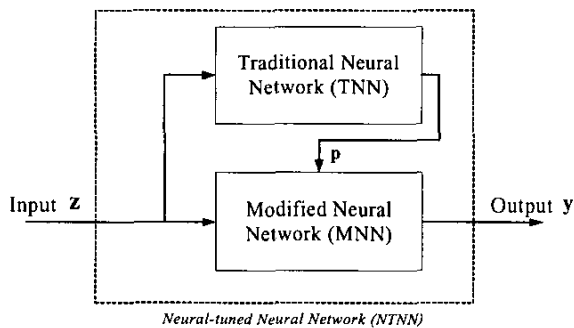 Traditional Neural
Network (TNN)
p
Input z
Modified Neural
Network (MNN)
Output y
Neural-tuned Neural Network (NTNN)